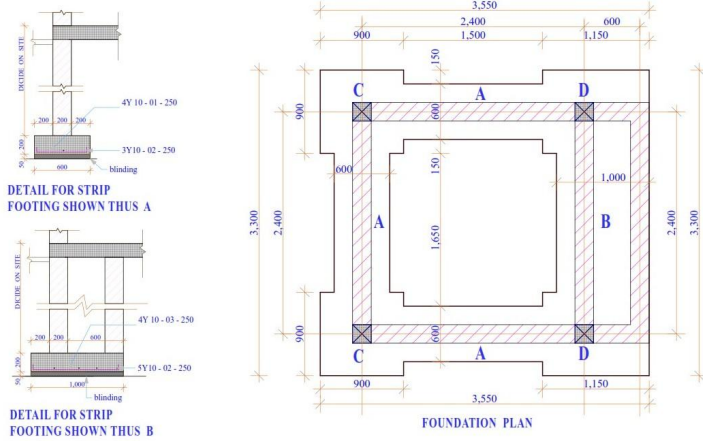 DECIDE ON SITE
200 200 200
4Y 10 - 01 - 250
200
3Y10 - 02 - 250
50
blinding
600
DETAIL FOR STRIP
FOOTING SHOWN THUS A
DICIDE ON SITE
200 200 600
4Y 10 - 03 - 250
200
5Y10 - 02 - 250
50
1,000
blinding
DETAIL FOR STRIP
FOOTING SHOWN THUS B
3,550
2,400 600
900 1,500 1,150
150
C A D
900 600
150
600 1,000
3,300 2,400 A 1,650 B 2,400 3,300
900 600
C A D
900 1,150
3,550
FOUNDATION PLAN